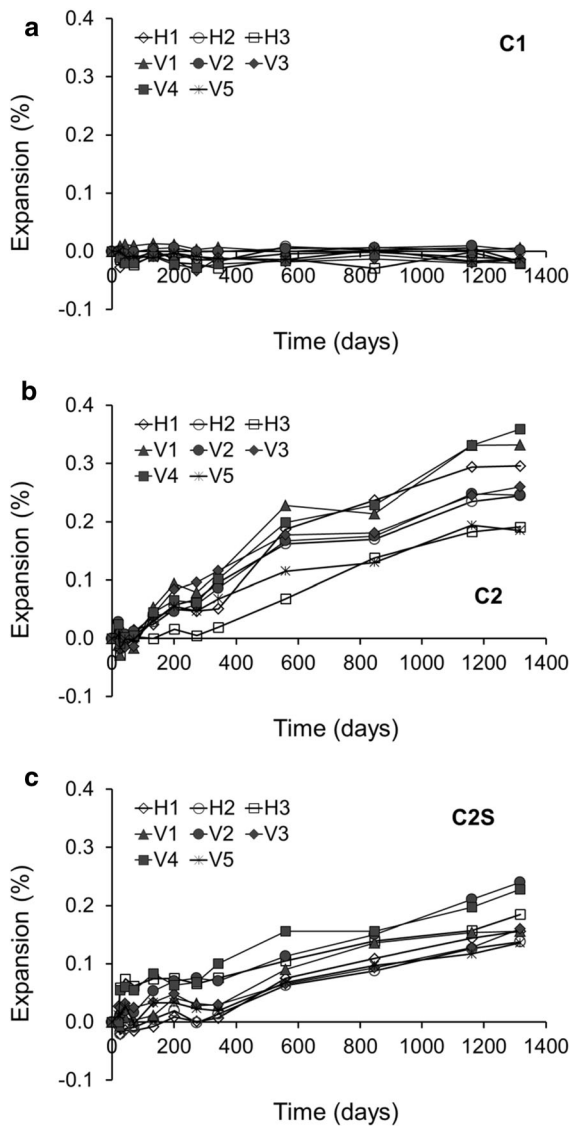 a
C1
H1 H2 H3
V1 V2 V3
V4 V5
Expansion (%)
0.4
0.3
0.2
0.1
0.0
-0.1
0 200 400 600 800 1000 1200 1400
Time (days)
b
H1 H2 H3
V1 V2 V3
V4 V5
C2
Expansion (%)
0.4
0.3
0.2
0.1
0.0
-0.1
0 200 400 600 800 1000 1200 1400
Time (days)
c
C2S
H1 H2 H3
V1 V2 V3
V4 V5
Expansion (%)
0.4
0.3
0.2
0.1
0.0
-0.1
0 200 400 600 800 1000 1200 1400
Time (days)